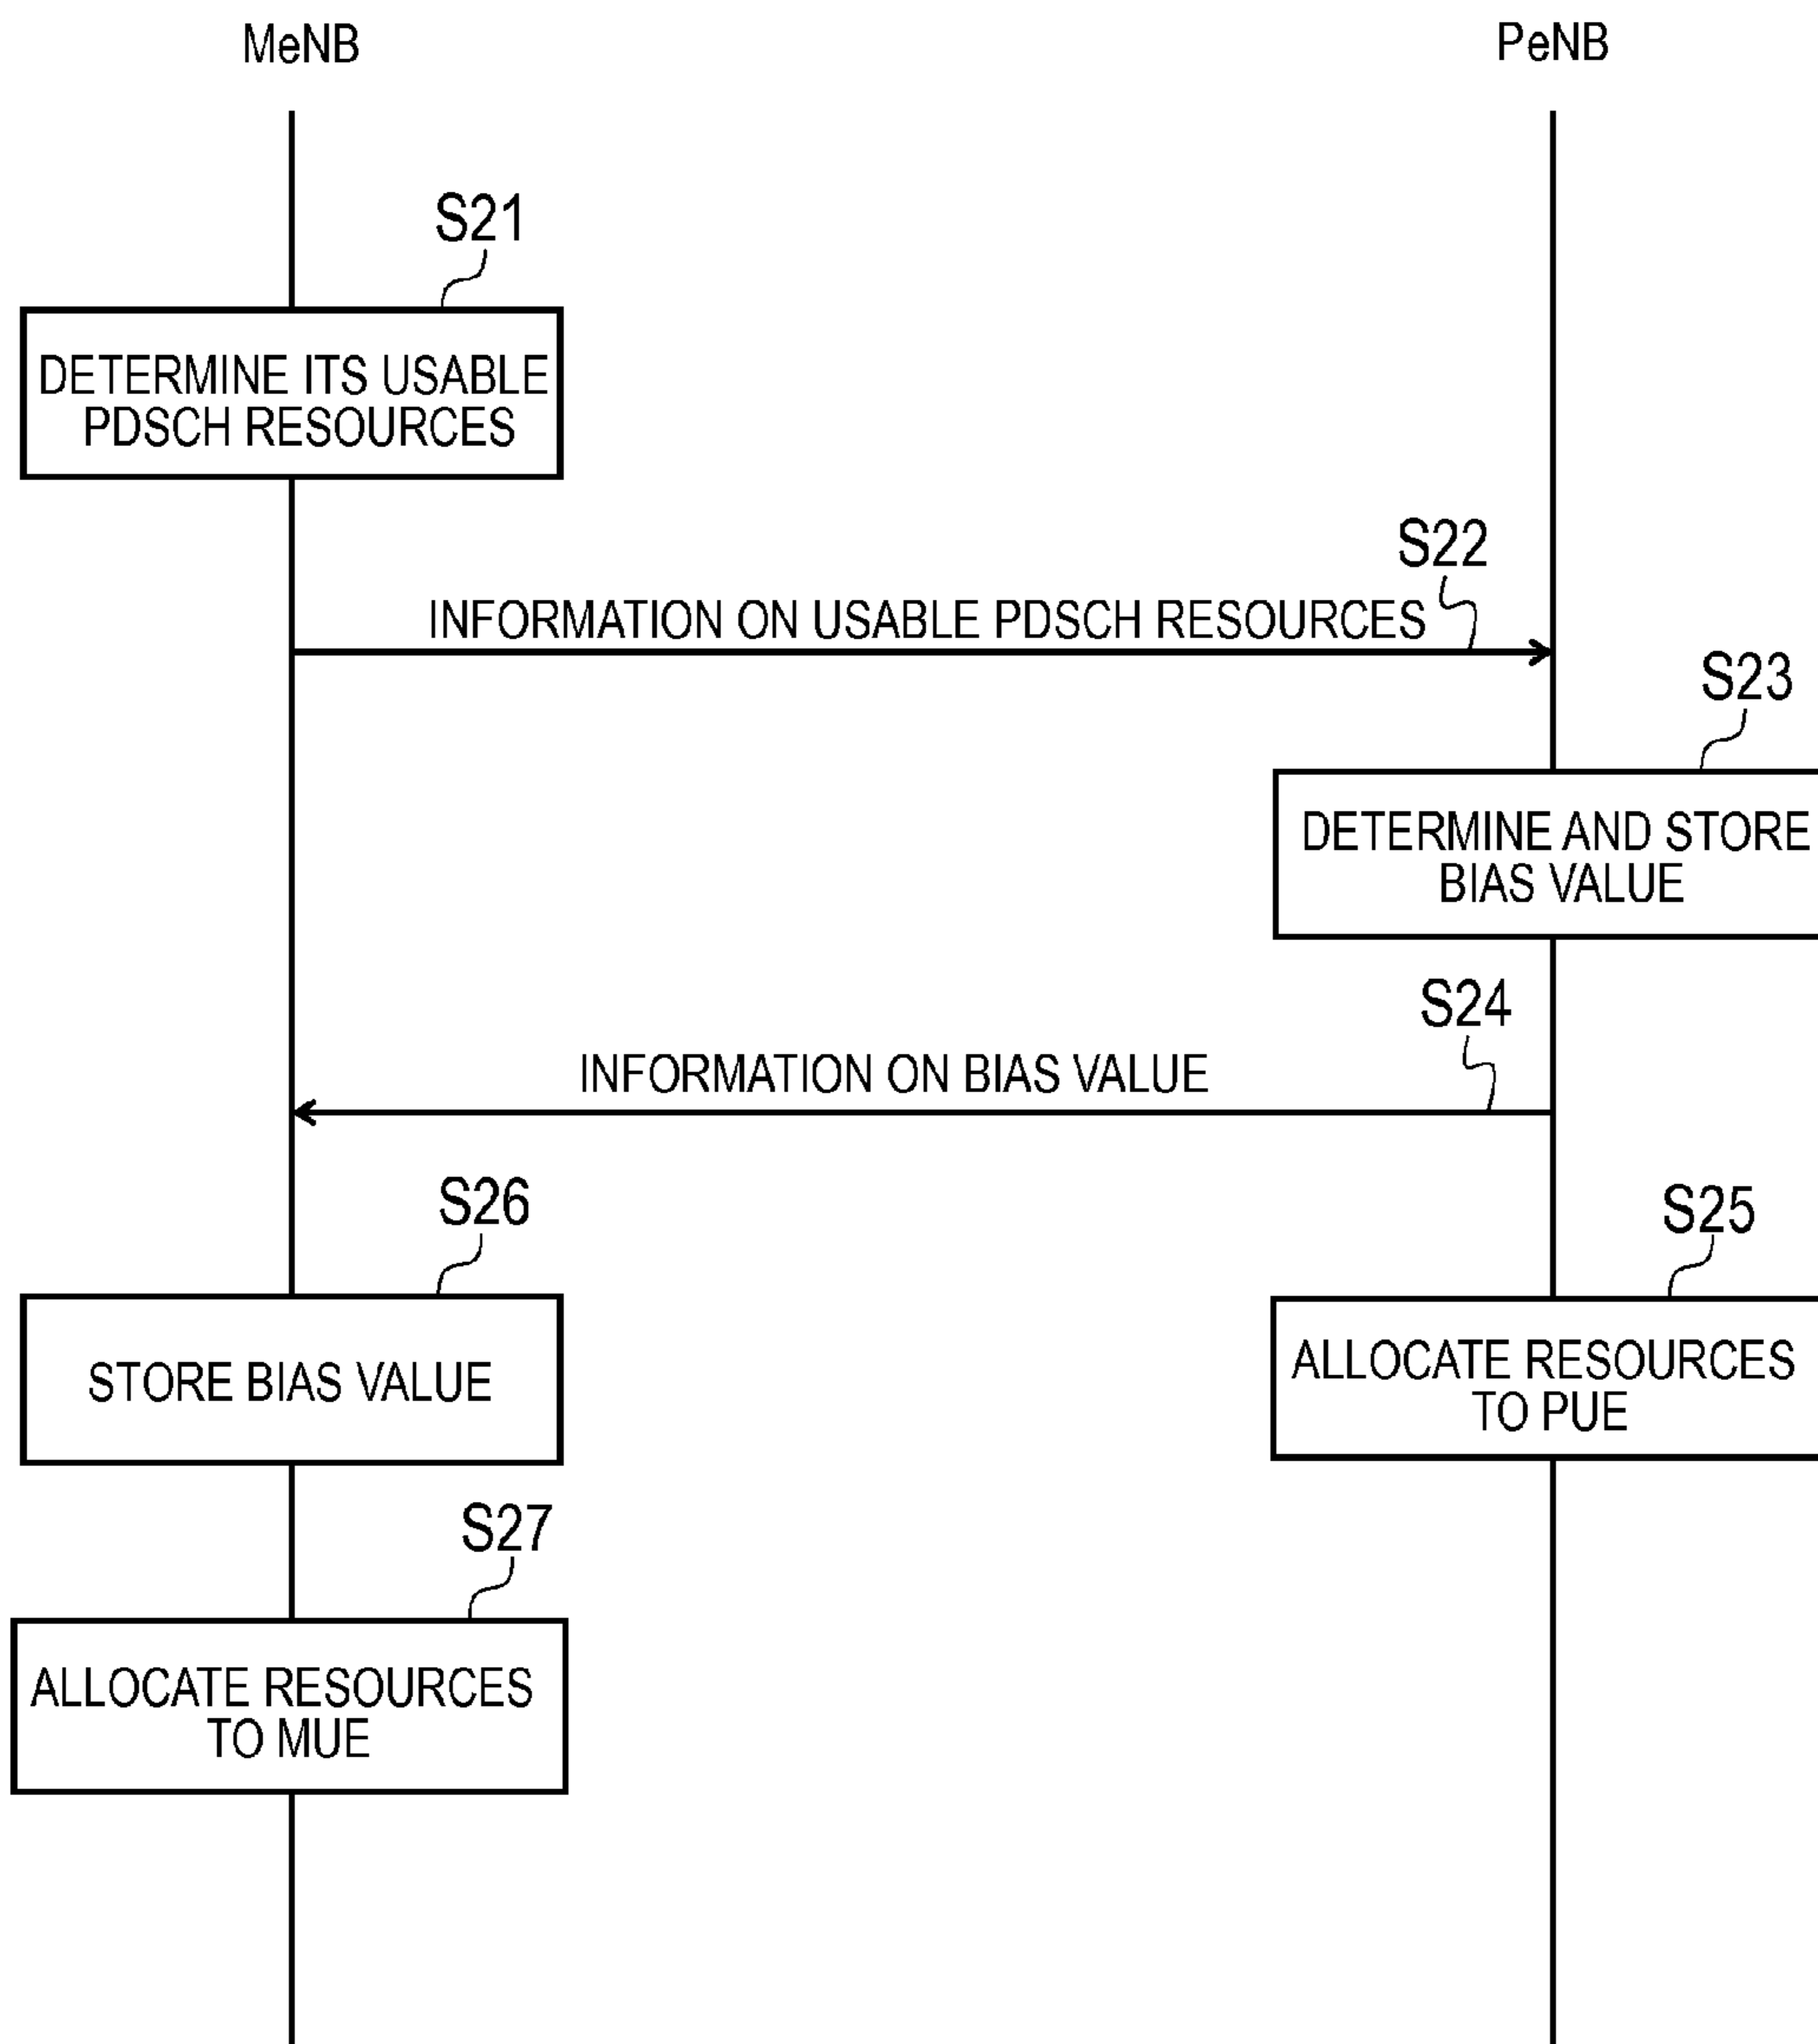 MeNB
PeNB
S21
DETERMINE ITS USABLE
PDSCH RESOURCES
S22
INFORMATION ON USABLE PDSCH RESOURCES
S23
DETERMINE AND STORE
BIAS VALUE
S24
INFORMATION ON BIAS VALUE
S26
STORE BIAS VALUE
S25
ALLOCATE RESOURCES
TO PUE
S27
ALLOCATE RESOURCES
TO MUE